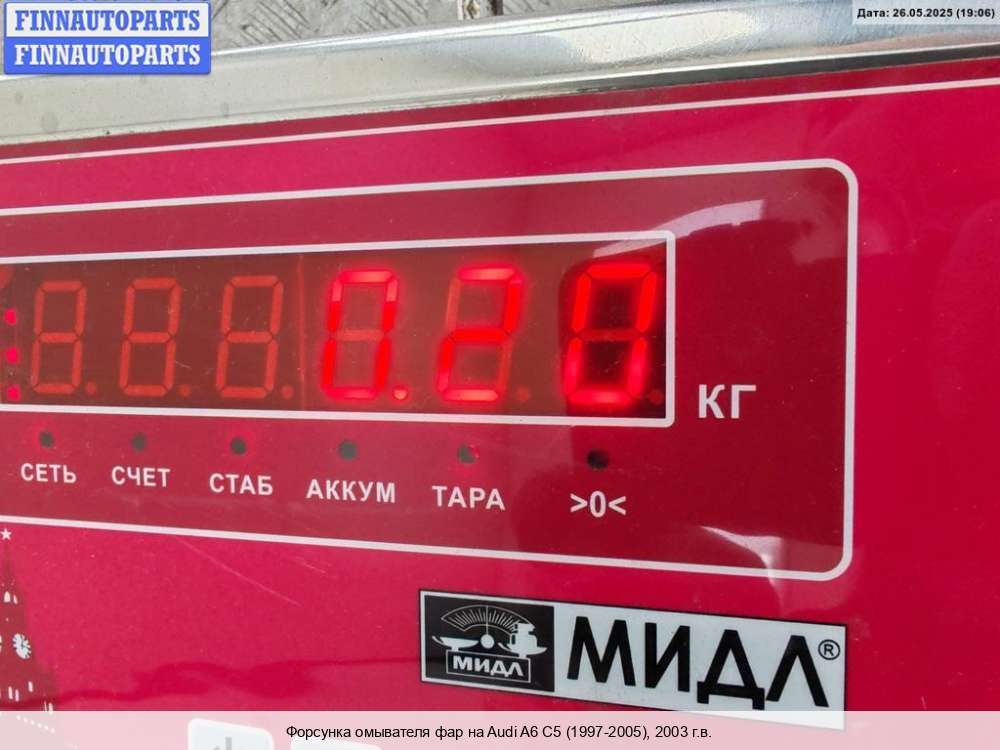 FINNAUTOPARTS
FINNAUTOPARTS
Дата: 26.05.2025 (19:06)
0.20
КГ
СЕТЬ СЧЕТ СТАБ АККУМ ТАРА >0<
МИДЛ МИДЛ®
Форсунка омывателя фар на Audi A6 C5 (1997-2005), 2003 г.в.